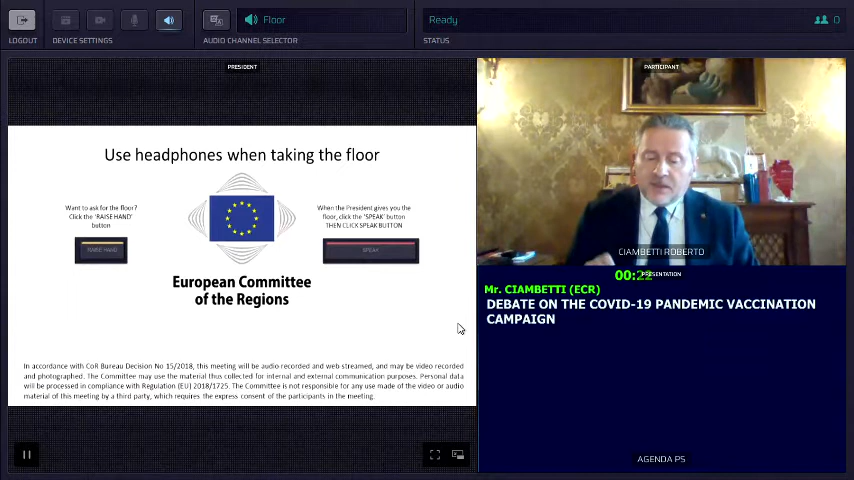 LOGOUT
DEVICE SETTINGS
Floor
AUDIO CHANNEL SELECTOR
Ready
0
STATUS
PRESIDENT
Use headphones when taking the floor
Want to ask for the floor?
Click the 'RAISE HAND'
button
RAISE HAND
When the President gives you the
floor, click the 'SPEAK' button
THEN CLICK SPEAK BUTTON
SPEAK
European Committee
of the Regions
In accordance with CoR Bureau Decision No 15/2018, this meeting will be audio recorded and web streamed, and may be video recorded
and photographed. The Committee may use the material thus collected for internal and external communication purposes. Personal data
will be processed in compliance with Regulation (EU) 2018/1725. The Committee is not responsible for any use made of the video or audio
material of this meeting by a third party, which requires the express consent of the participants in the meeting.
PARTICIPANT
CIAMBETTI ROBERTO
00:22
PRESENTATION
Mr. CIAMBETTI (ECR)
DEBATE ON THE COVID-19 PANDEMIC VACCINATION
CAMPAIGN
AGENDA PS